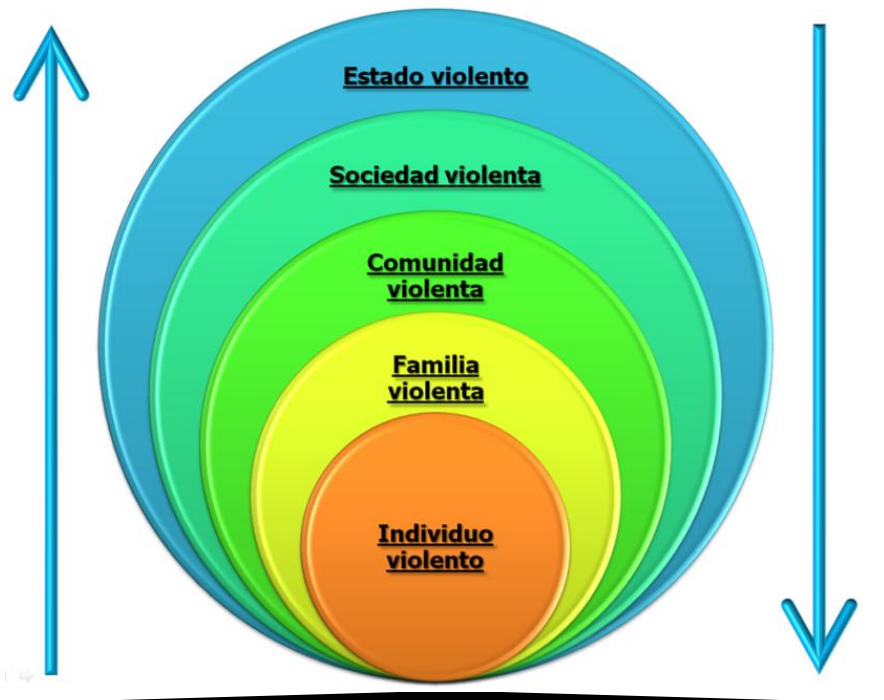 Estado violento
Sociedad violenta
Comunidad
violenta
Familia
violenta
Individuo
violento